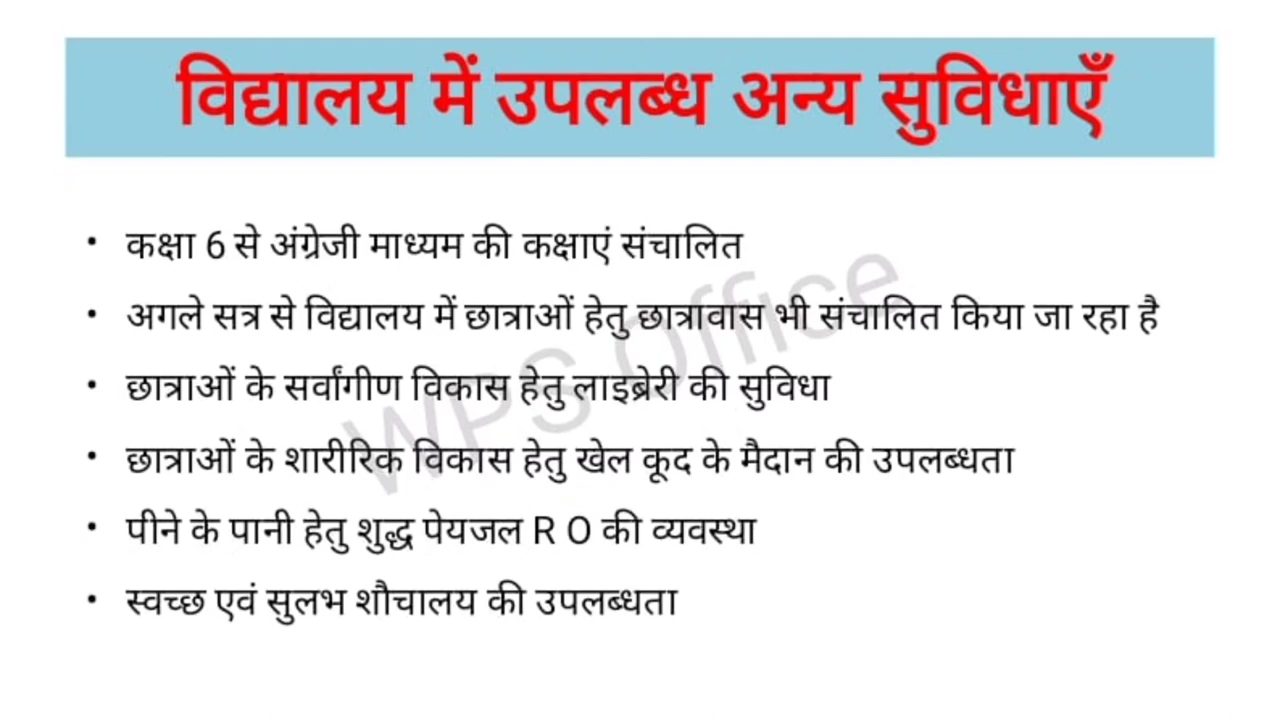 विद्यालय में उपलब्ध अन्य सुविधाएँ
• कक्षा 6 से अंग्रेजी माध्यम की कक्षाएं संचालित
• अगले सत्र से विद्यालय में छात्राओं हेतु छात्रावास भी संचालित किया जा रहा है
• छात्राओं के सर्वांगीण विकास हेतु लाइब्रेरी की सुविधा
• छात्राओं के शारीरिक विकास हेतु खेल कूद के मैदान की उपलब्धता
• पीने के पानी हेतु शुद्ध पेयजल R O की व्यवस्था
• स्वच्छ एवं सुलभ शौचालय की उपलब्धता
WPS Office